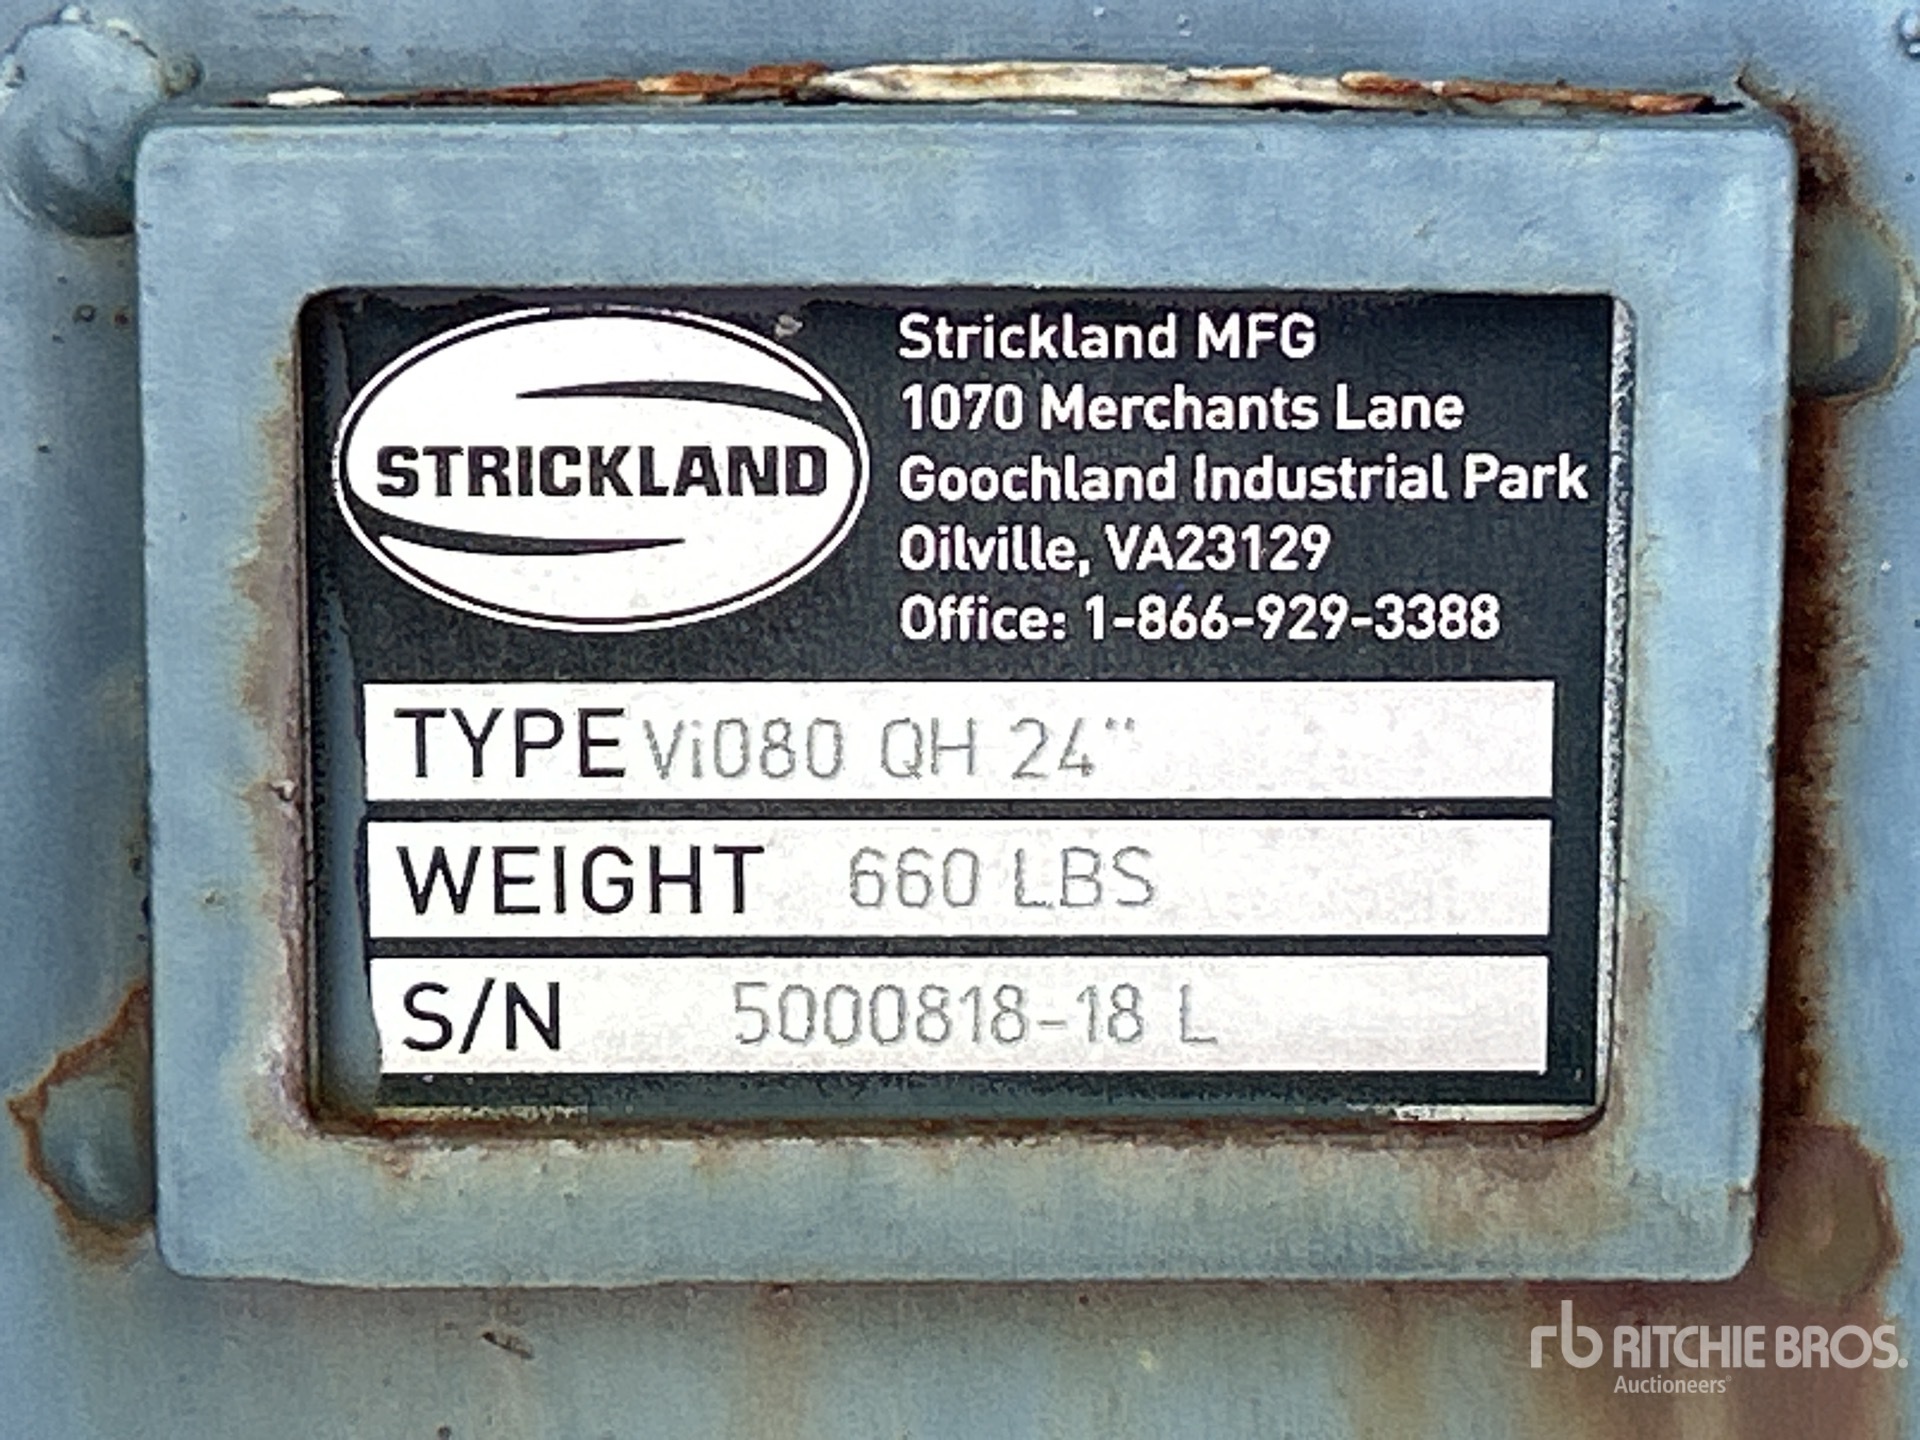 STRICKLAND
Strickland MFG
1070 Merchants Lane
Goochland Industrial Park
Oilville, VA23129
Office: 1-866-929-3388
TYPE Vi080 QH 24"
WEIGHT 660 LBS
S/N 5000818-18 L
rb RITCHIE BROS.
Auctioneers